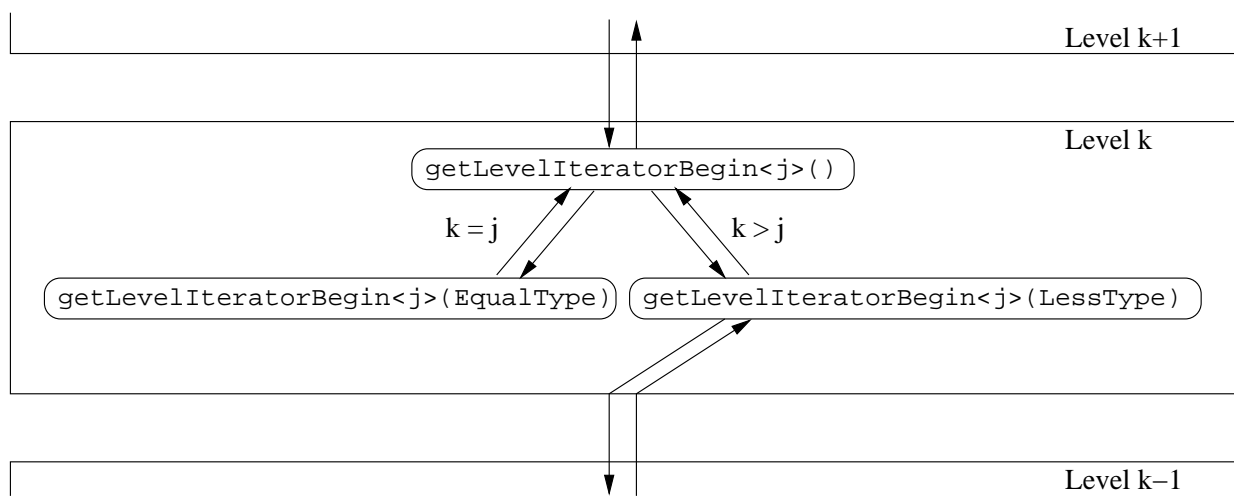 Level k+1
Level k
getLevelIteratorBegin<j>()
k = j
k > j
getLevelIteratorBegin<j>(EqualType)
getLevelIteratorBegin<j>(LessType)
Level k−1